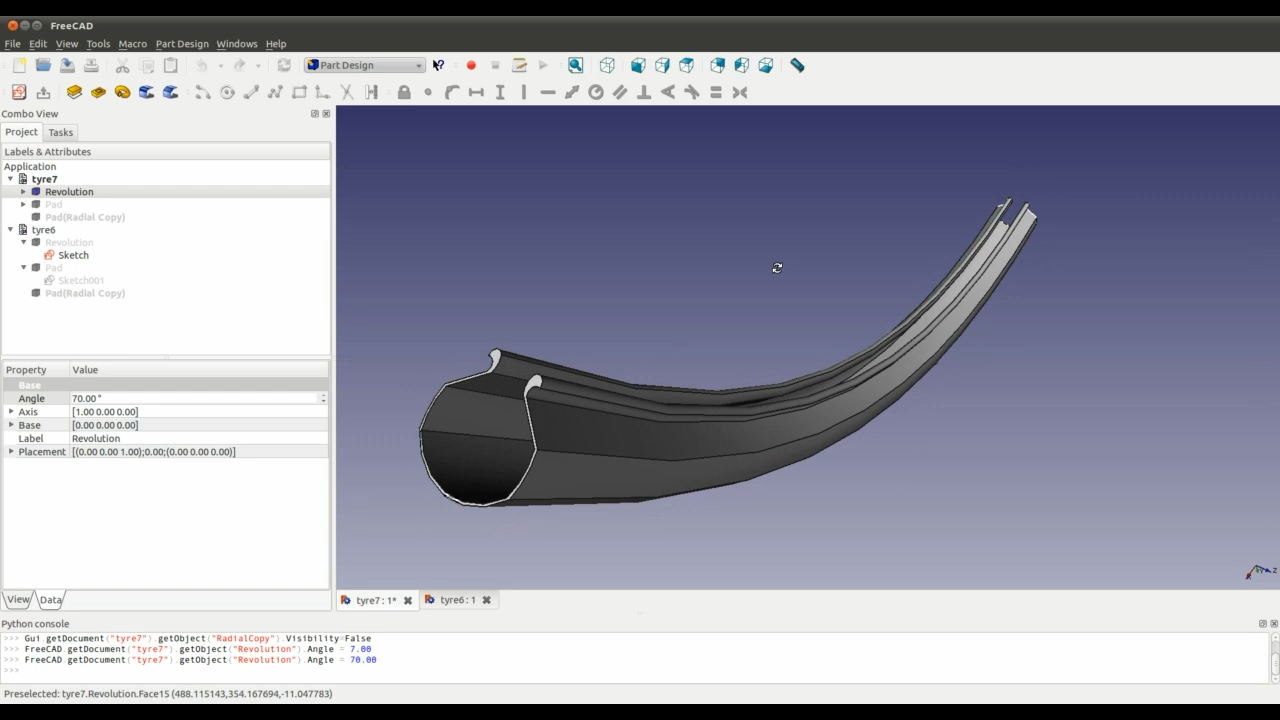 FreeCAD
File Edit View Tools Macro Part Design Windows Help
Part Design
Combo View
Project Tasks
Labels & Attributes
Application
tyre7
Revolution
Pad
Pad(Radial Copy)
tyre6
Revolution
Sketch
Pad
Sketch001
Pad(Radial Copy)
Property Value
Base
Angle 70.00 °
Axis [1.00 0.00 0.00]
Base [0.00 0.00 0.00]
Label Revolution
Placement [(0.00 0.00 1.00);0.00;(0.00 0.00 0.00)]
View Data
tyre7 : 1* tyre6 : 1
Python console
>>> Gui.getDocument("tyre7").getObject("RadialCopy").Visibility=False
>>> FreeCAD.getDocument("tyre7").getObject("Revolution").Angle = 7.00
>>> FreeCAD.getDocument("tyre7").getObject("Revolution").Angle = 70.00
>>>
Preselected: tyre7.Revolution.Face15 (488.115143,354.167694,-11.047783)